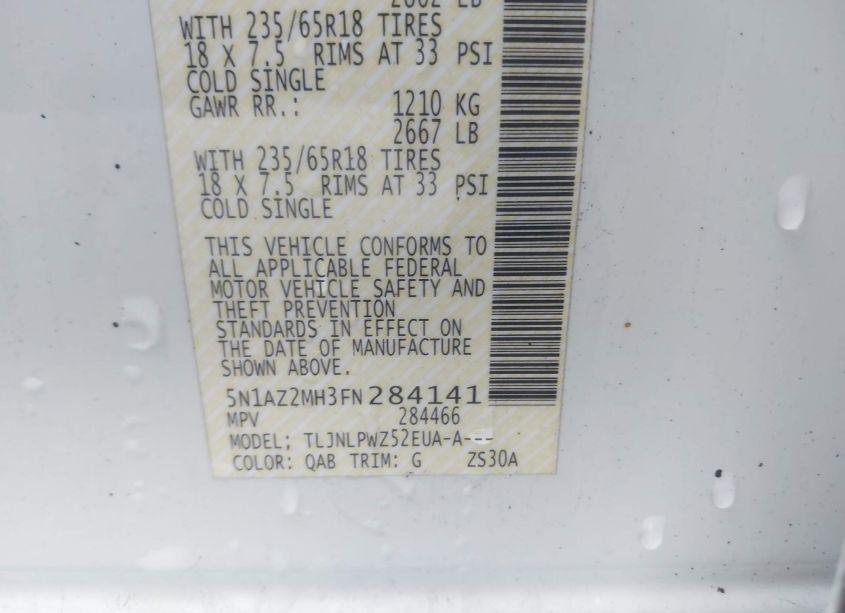 2662 LB
WITH 235/65R18 TIRES
18 X 7.5 RIMS AT 33 PSI
COLD SINGLE
GAWR RR.: 1210 KG
2667 LB
WITH 235/65R18 TIRES
18 X 7.5 RIMS AT 33 PSI
COLD SINGLE
THIS VEHICLE CONFORMS TO
ALL APPLICABLE FEDERAL
MOTOR VEHICLE SAFETY AND
THEFT PREVENTION
STANDARDS IN EFFECT ON
THE DATE OF MANUFACTURE
SHOWN ABOVE.
5N1AZ2MH3FN284141
MPV 284466
MODEL: TLJNLPWZ52EUA-A---
COLOR: QAB TRIM: G ZS30A